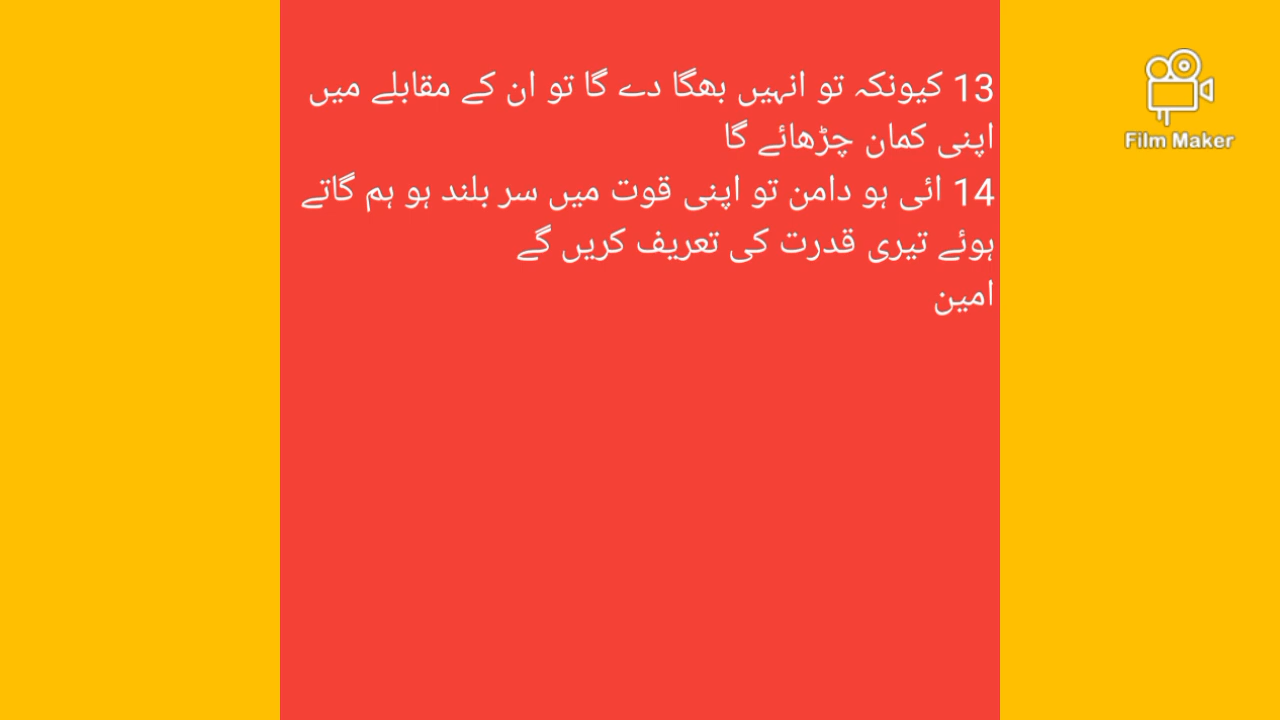 13 کیونکہ تو انہیں بھگا دے گا تو ان کے مقابلے میں
اپنی کمان چڑھائے گا
14 ائی ہو دامن تو اپنی قوت میں سر بلند ہو ہم گاتے
ہوئے تیری قدرت کی تعریف کریں گے
امین
Film Maker